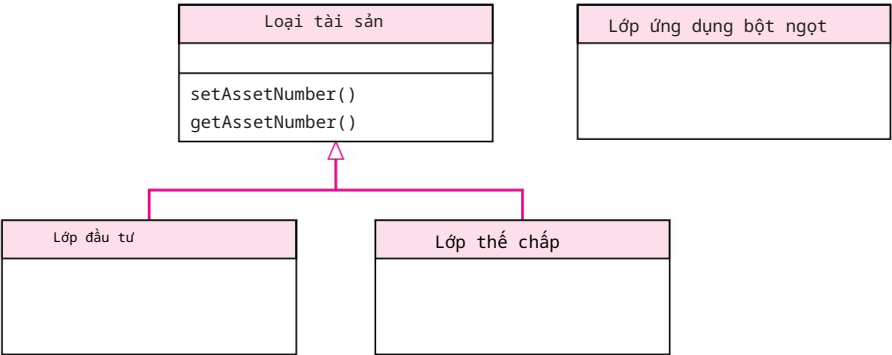 Loại tài sản
Lớp ứng dụng bột ngọt
setAssetNumber()
getAssetNumber()
Lớp đầu tư
Lớp thế chấp